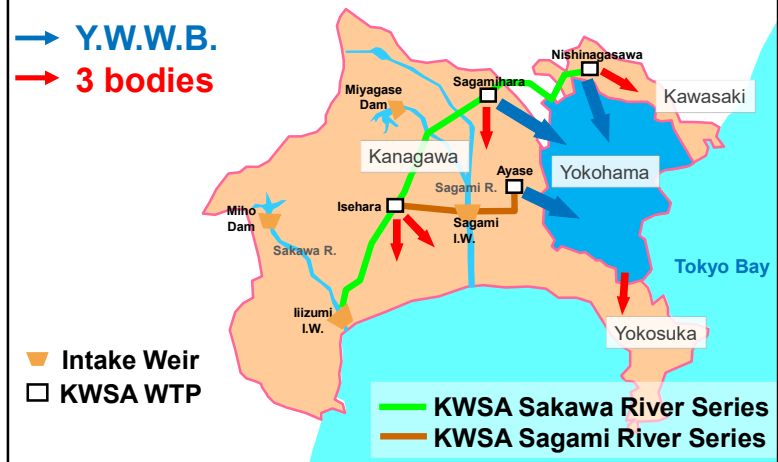 Y.W.W.B.
3 bodies
Nishinagasawa
Sagamihara
Miyagase
Dam
Kawasaki
Kanagawa
Yokohama
Ayase
Sagami R.
Isehara
Miho
Dam
Sagami
I.W.
Sakawa R.
Tokyo Bay
Iiizumi
I.W.
Yokosuka
Intake Weir
KWSA WTP
KWSA Sakawa River Series
KWSA Sagami River Series